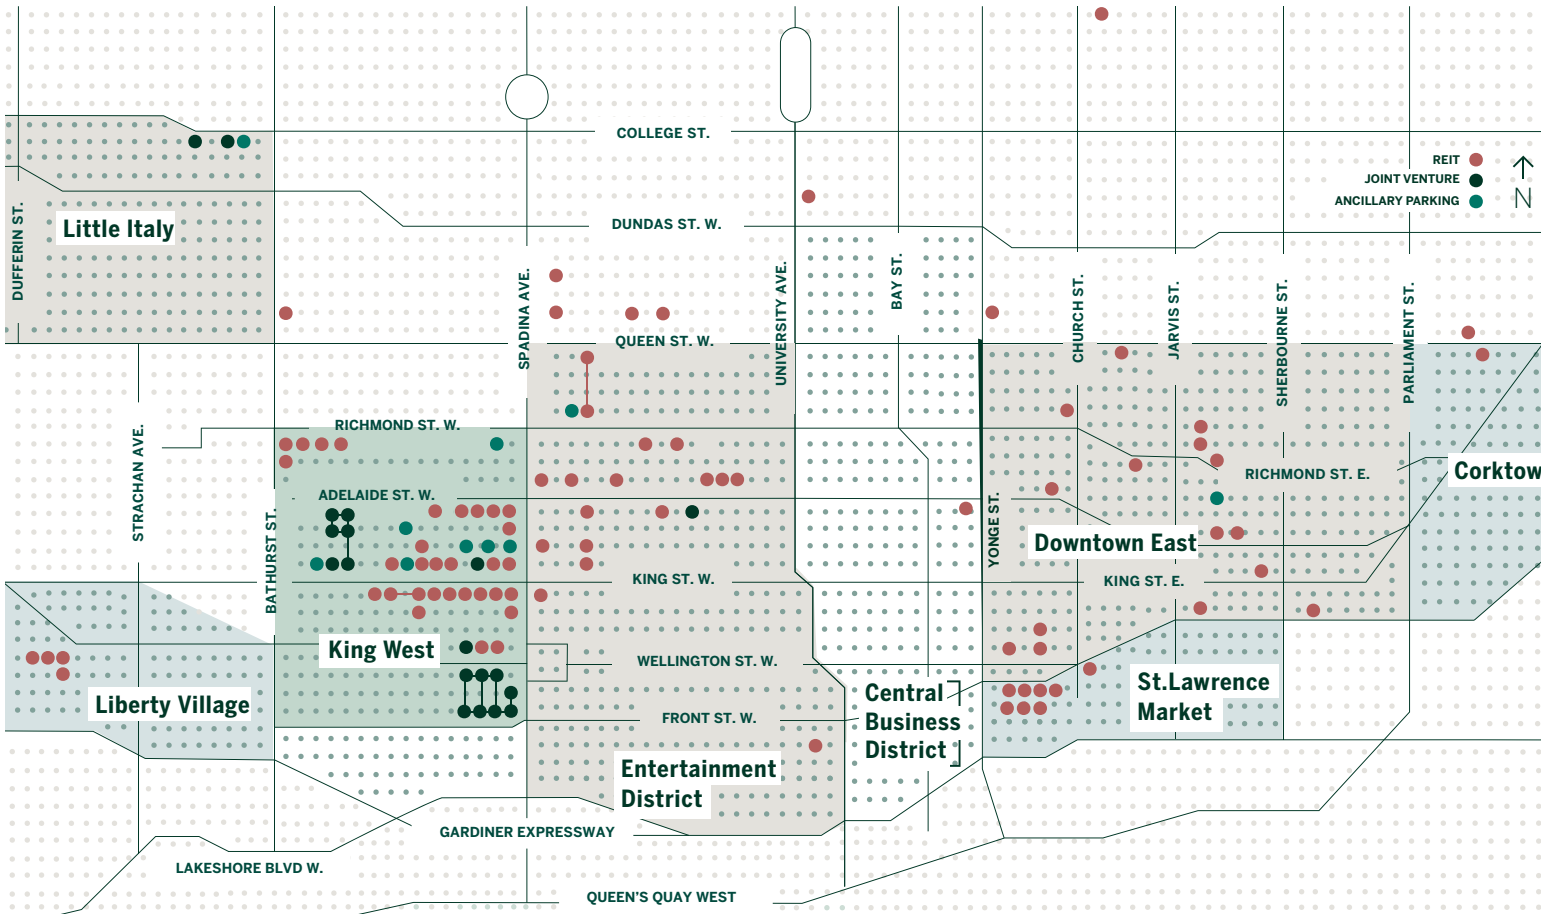 COLLEGE ST.
REIT
JOINT VENTURE
ANCILLARY PARKING
N
DUNDAS ST. W.
Little Italy
DUFFERIN ST.
SPADINA AVE.
UNIVERSITY AVE.
BAY ST.
CHURCH ST.
JARVIS ST.
SHERBOURNE ST.
PARLIAMENT ST.
QUEEN ST. W.
RICHMOND ST. W.
STRACHAN AVE.
RICHMOND ST. E.
Corktow
ADELAIDE ST. W.
BATHURST ST.
YONGE ST.
Downtown East
KING ST. W.
KING ST. E.
King West
WELLINGTON ST. W.
Liberty Village
Central
Business
District
St.Lawrence
Market
FRONT ST. W.
Entertainment
District
GARDINER EXPRESSWAY
LAKESHORE BLVD W.
QUEEN'S QUAY WEST